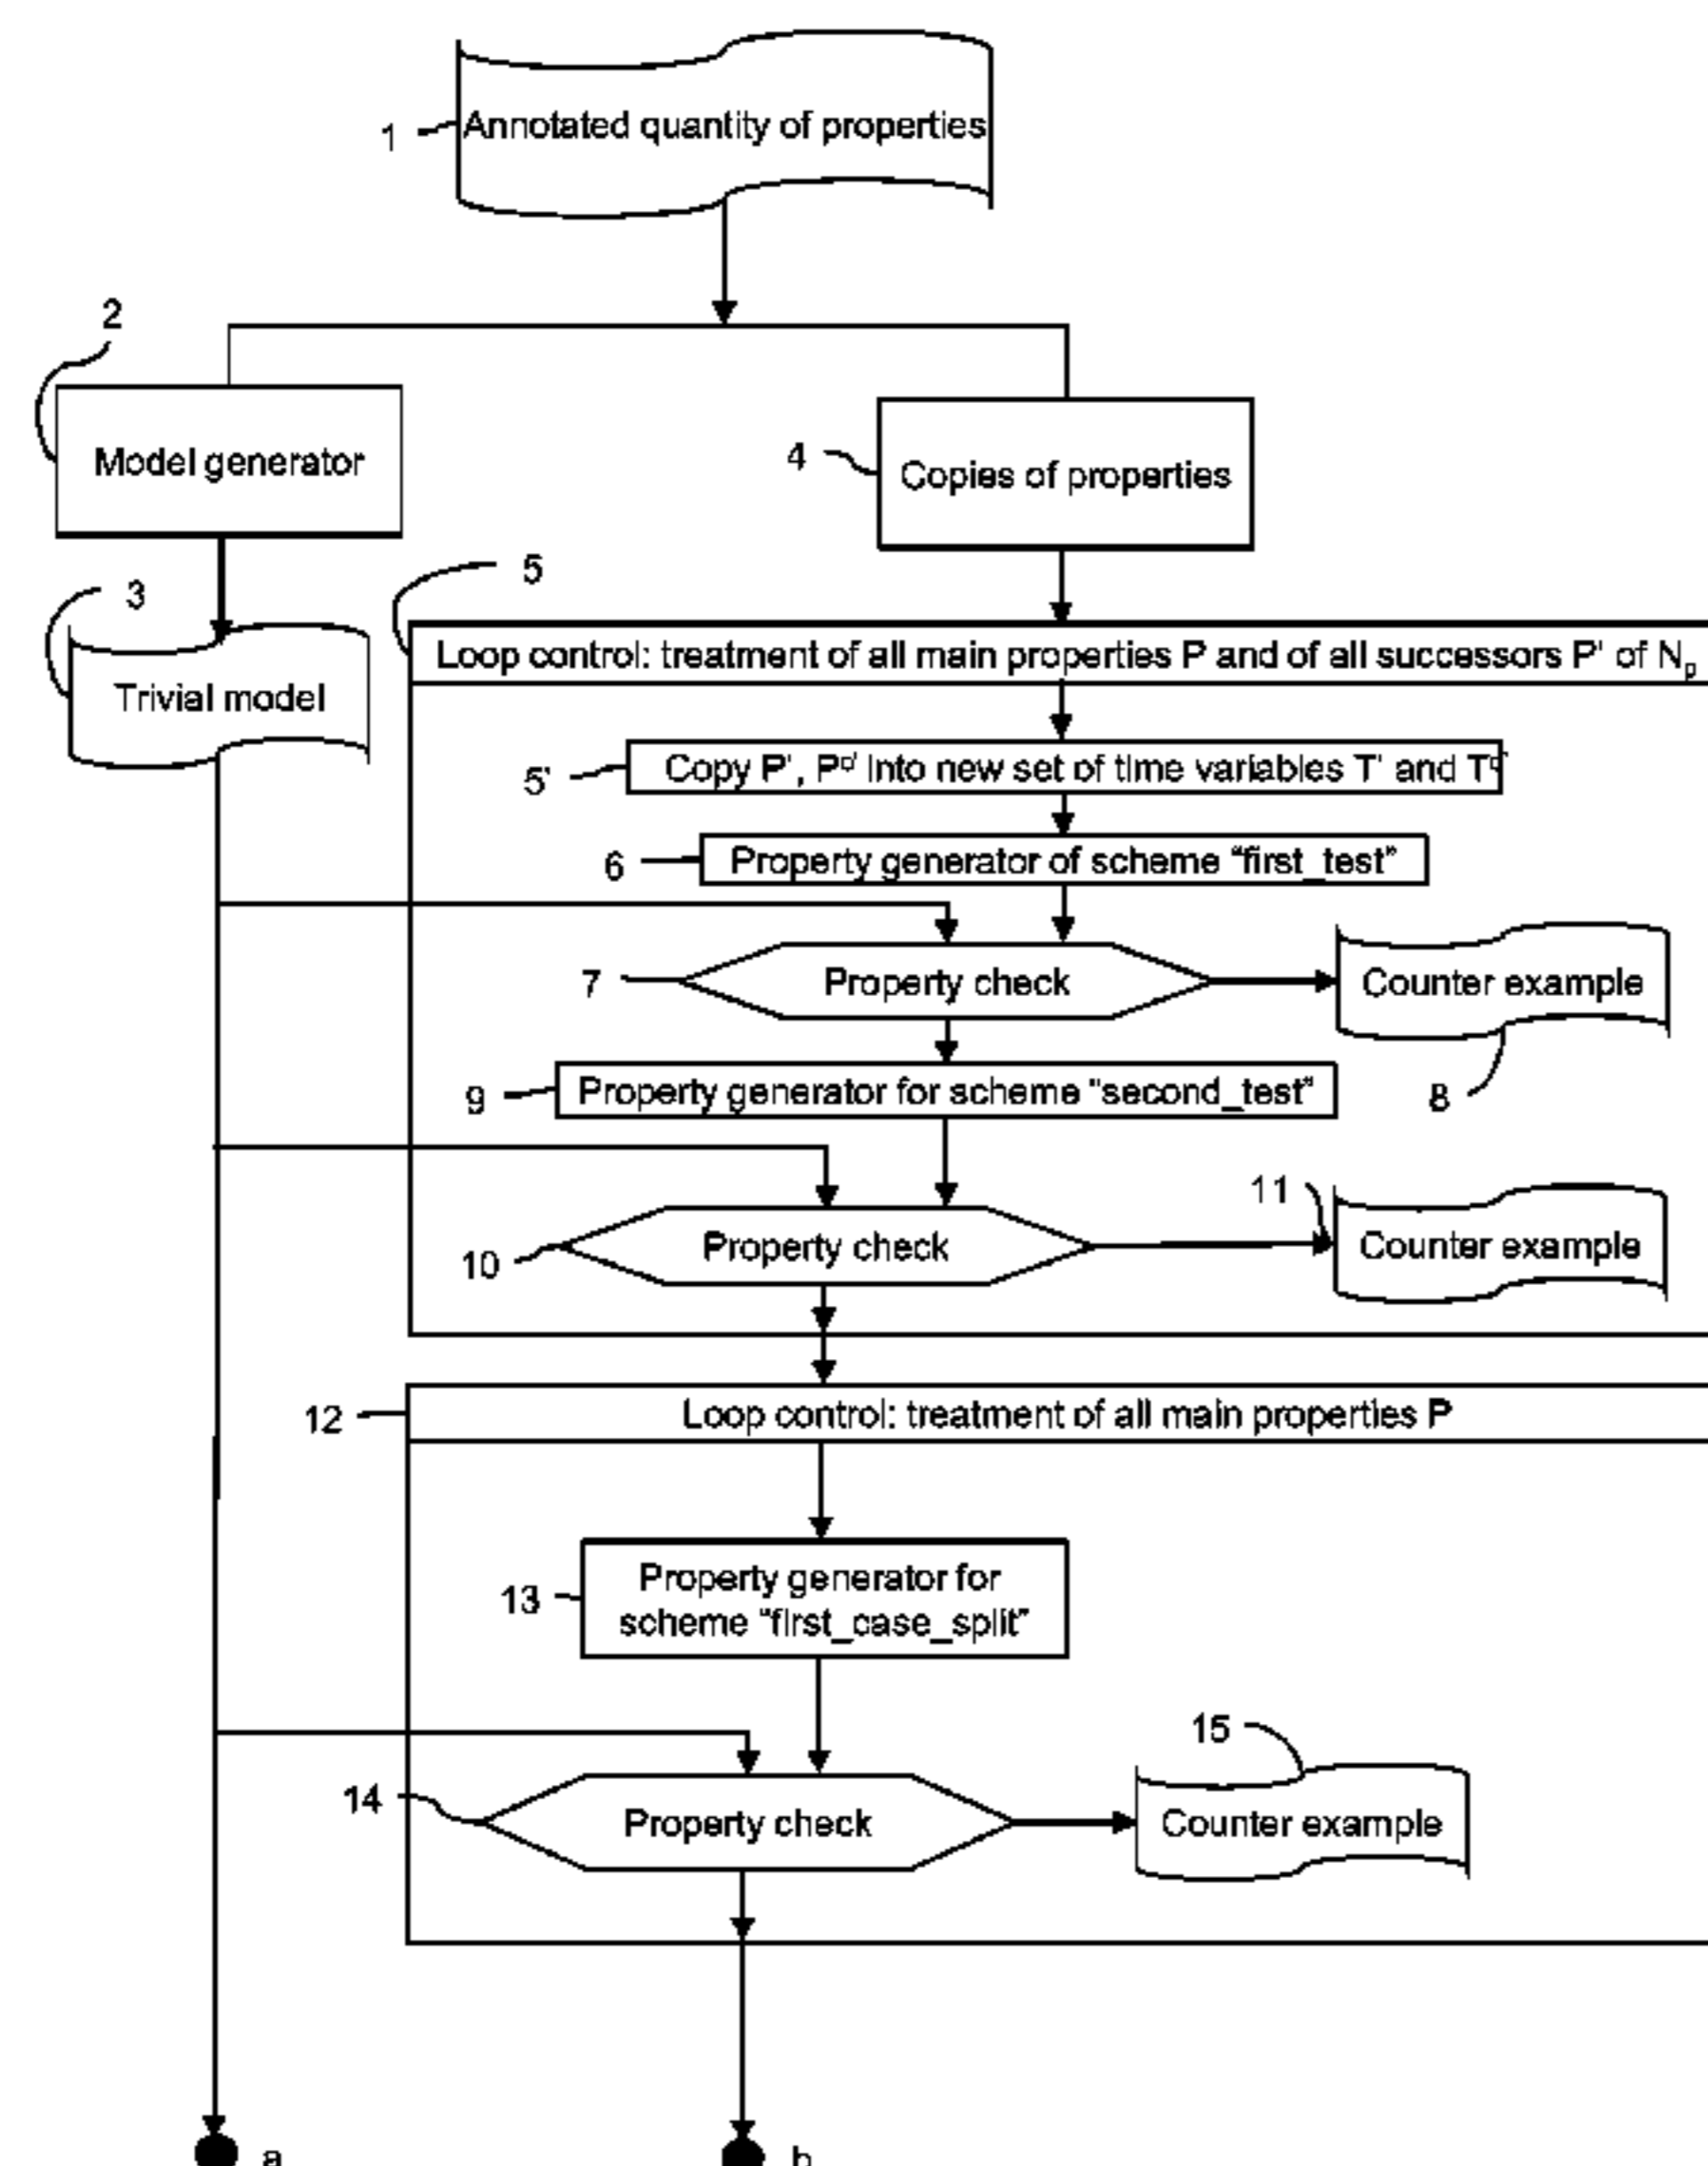 1
Annotated quantity of properties
2
Model generator
4
Copies of properties
3
Trivial model
5
Loop control: treatment of all main properties P and of all successors P' of Np
5'
Copy P', Pᵈ' into new set of time variables T' and Tᵈ'
6
Property generator of scheme "first_test"
7
Property check
Counter example
8
9
Property generator for scheme "second_test"
10
Property check
11
Counter example
12
Loop control: treatment of all main properties P
13
Property generator for
scheme "first_case_split"
14
Property check
15
Counter example
a
b